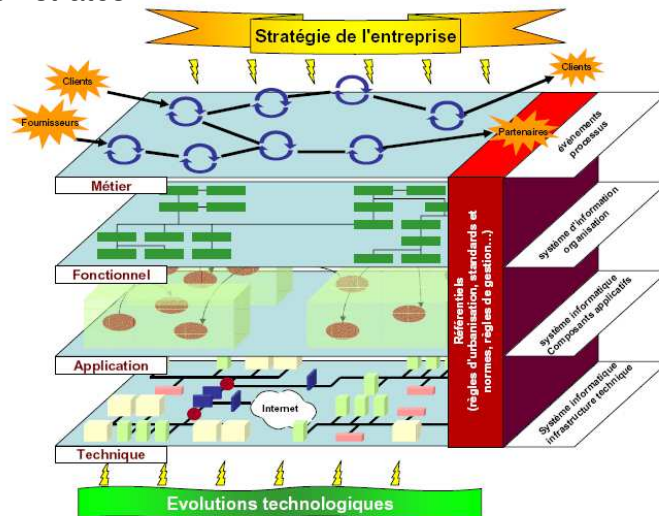 Stratégie de l'entreprise
Clients
Clients
Fournisseurs
Partenaires
événements
processus
Métier
système d'information
organisation
Fonctionnel
Référentiels
(règles d'urbanisation, standards et
normes, règles de gestion...)
système informatique
Composants applicatifs
Application
Internet
Système informatique
infrastructure technique
Technique
Evolutions technologiques